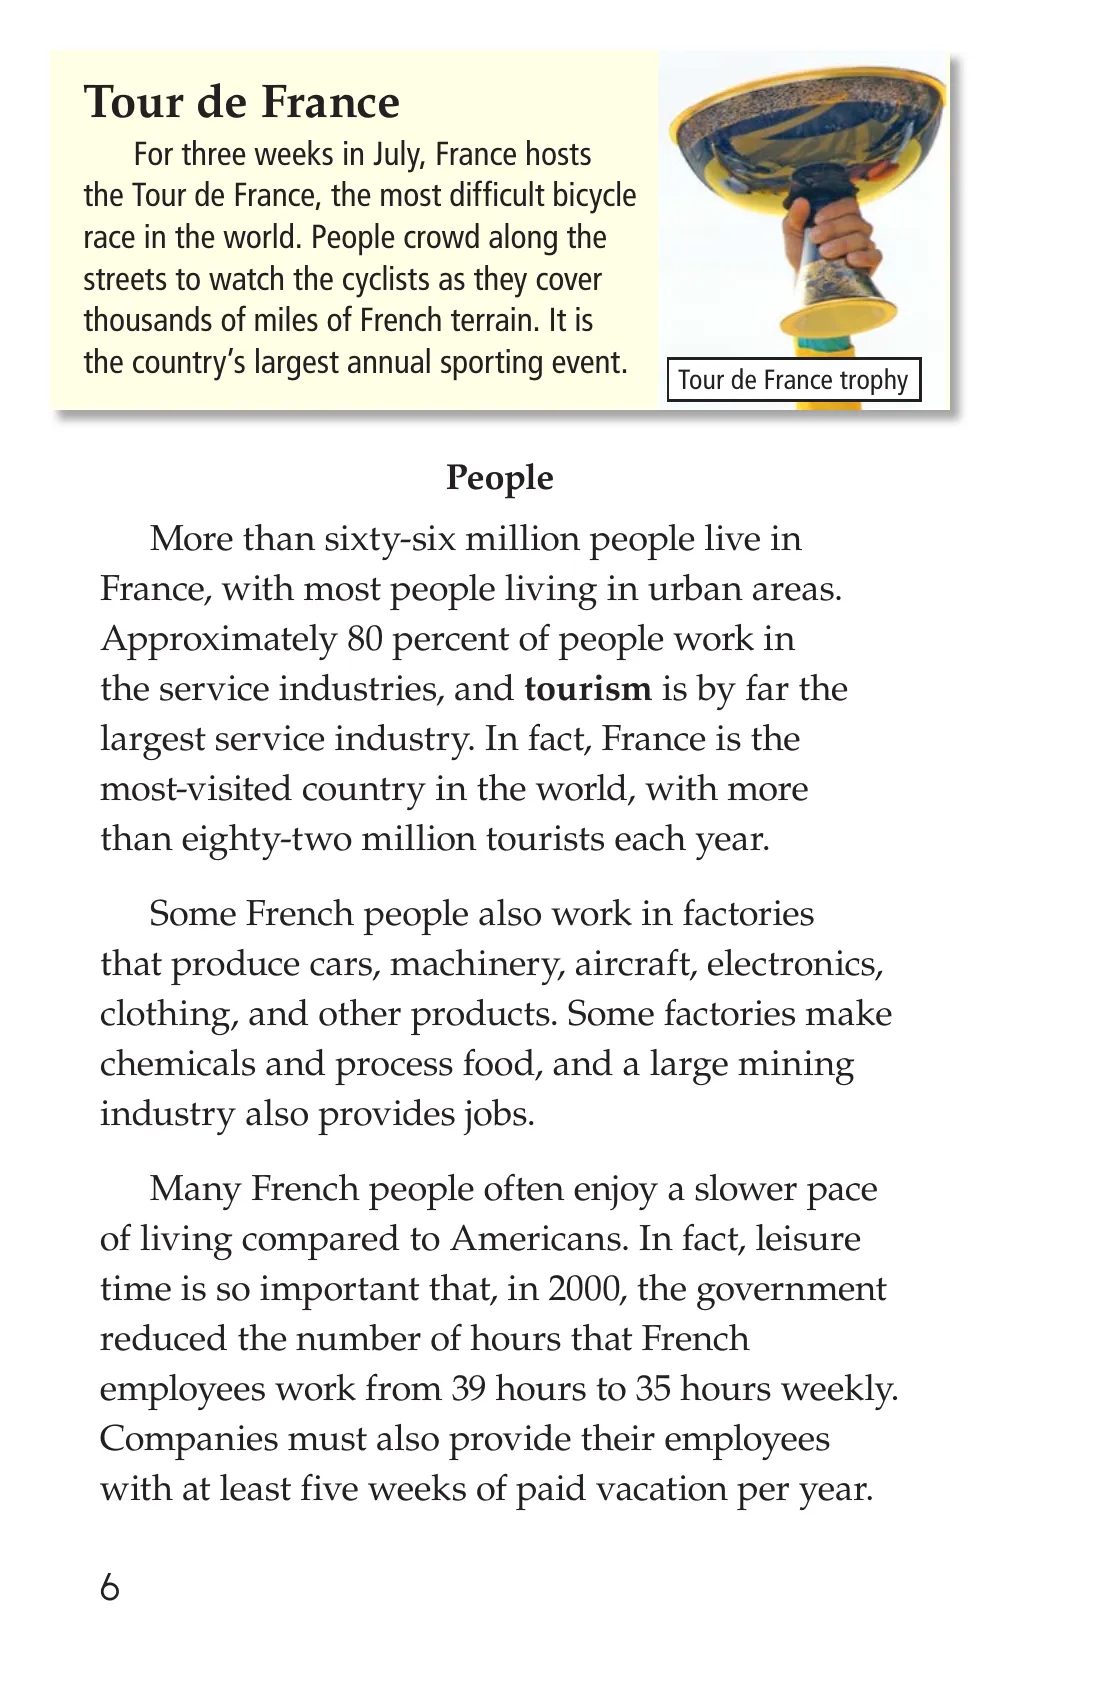 Tour de France
For three weeks in July, France hosts
the Tour de France, the most difficult bicycle
race in the world. People crowd along the
streets to watch the cyclists as they cover
thousands of miles of French terrain. It is
the country's largest annual sporting event.
Tour de France trophy
People
More than sixty-six million people live in
France, with most people living in urban areas.
Approximately 80 percent of people work in
the service industries, and tourism is by far the
largest service industry. In fact, France is the
most-visited country in the world, with more
than eighty-two million tourists each year.
Some French people also work in factories
that produce cars, machinery, aircraft, electronics,
clothing, and other products. Some factories make
chemicals and process food, and a large mining
industry also provides jobs.
Many French people often enjoy a slower pace
of living compared to Americans. In fact, leisure
time is so important that, in 2000, the government
reduced the number of hours that French
employees work from 39 hours to 35 hours weekly.
Companies must also provide their employees
with at least five weeks of paid vacation per year.
6